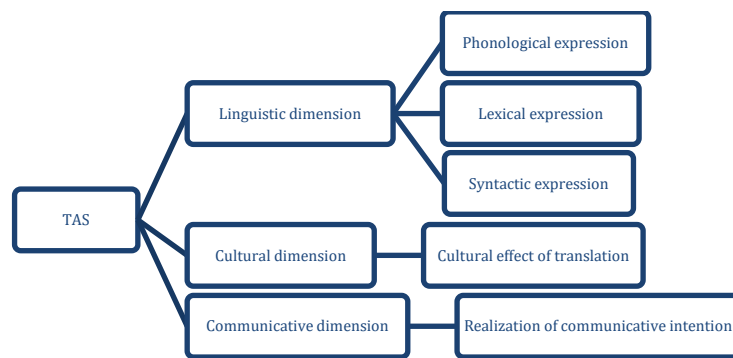 TAS
Linguistic dimension
Phonological expression
Lexical expression
Syntactic expression
Cultural dimension
Cultural effect of translation
Communicative dimension
Realization of communicative intention